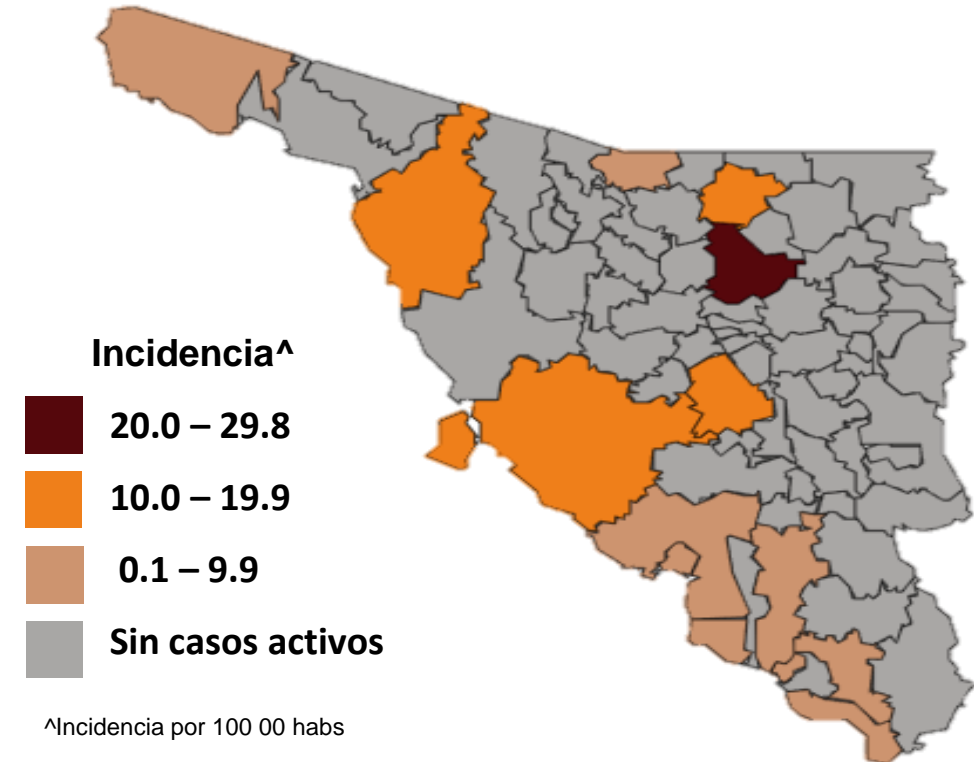 Incidencia^
20.0 – 29.8
10.0 – 19.9
0.1 – 9.9
Sin casos activos
^Incidencia por 100 00 habs